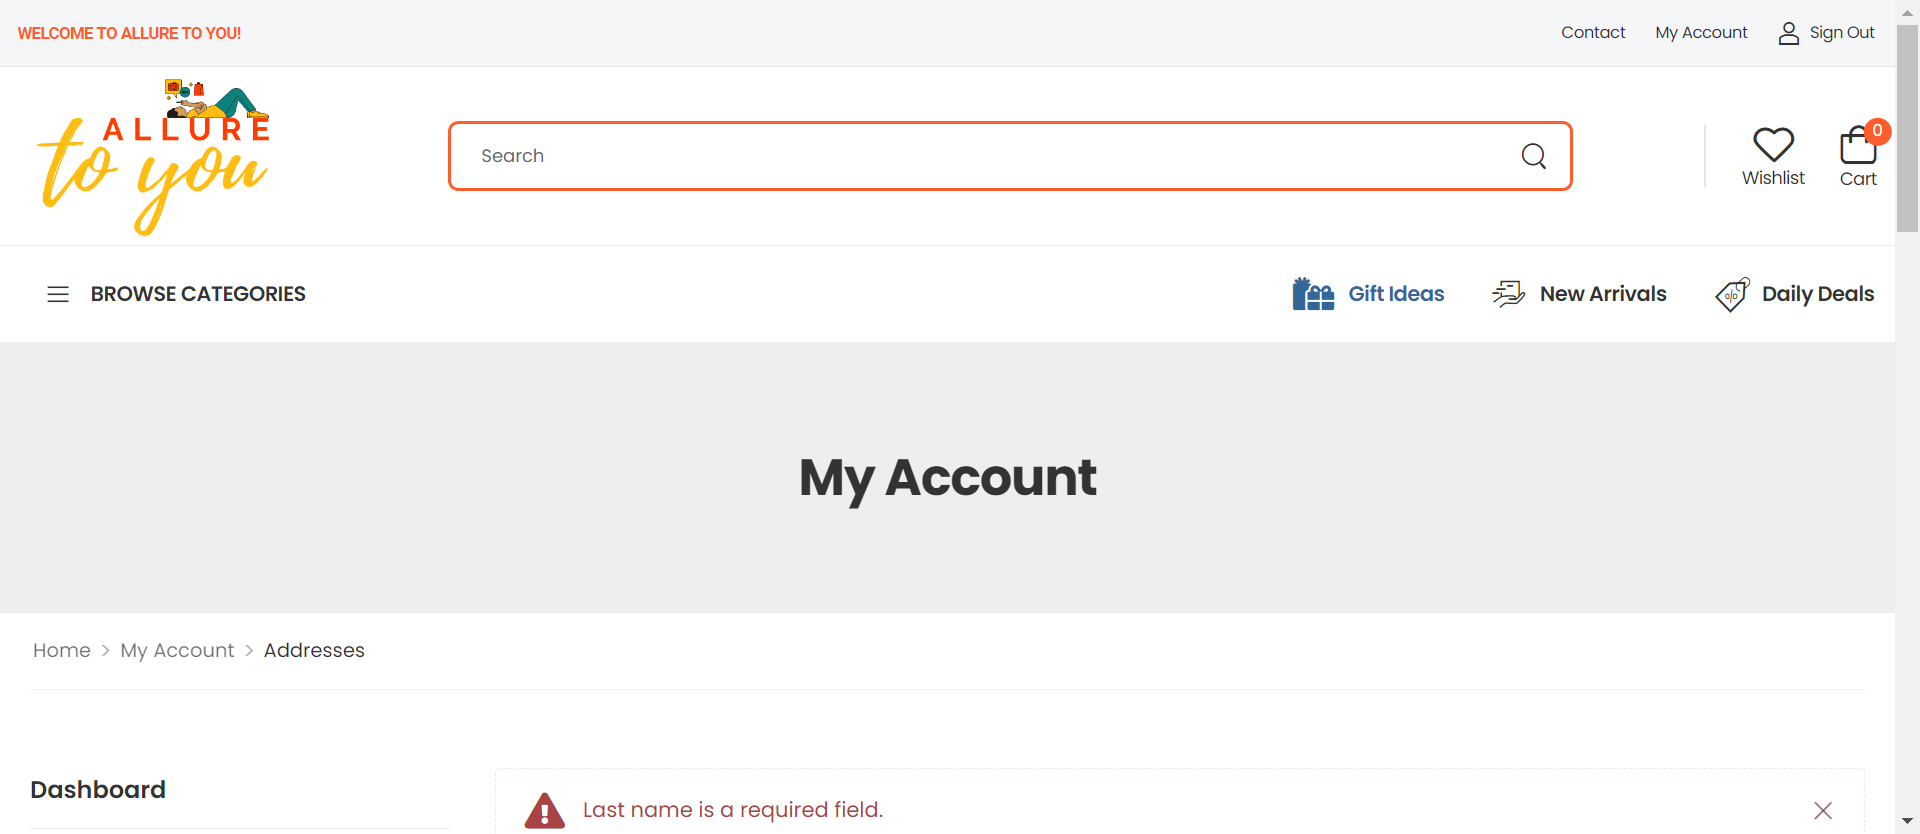 WELCOME TO ALLURE TO YOU!
Contact My Account Sign Out
ALLURE
to you
Search
Wishlist
0
Cart
BROWSE CATEGORIES
Gift Ideas
New Arrivals
Daily Deals
My Account
Home > My Account > Addresses
Dashboard
Last name is a required field.